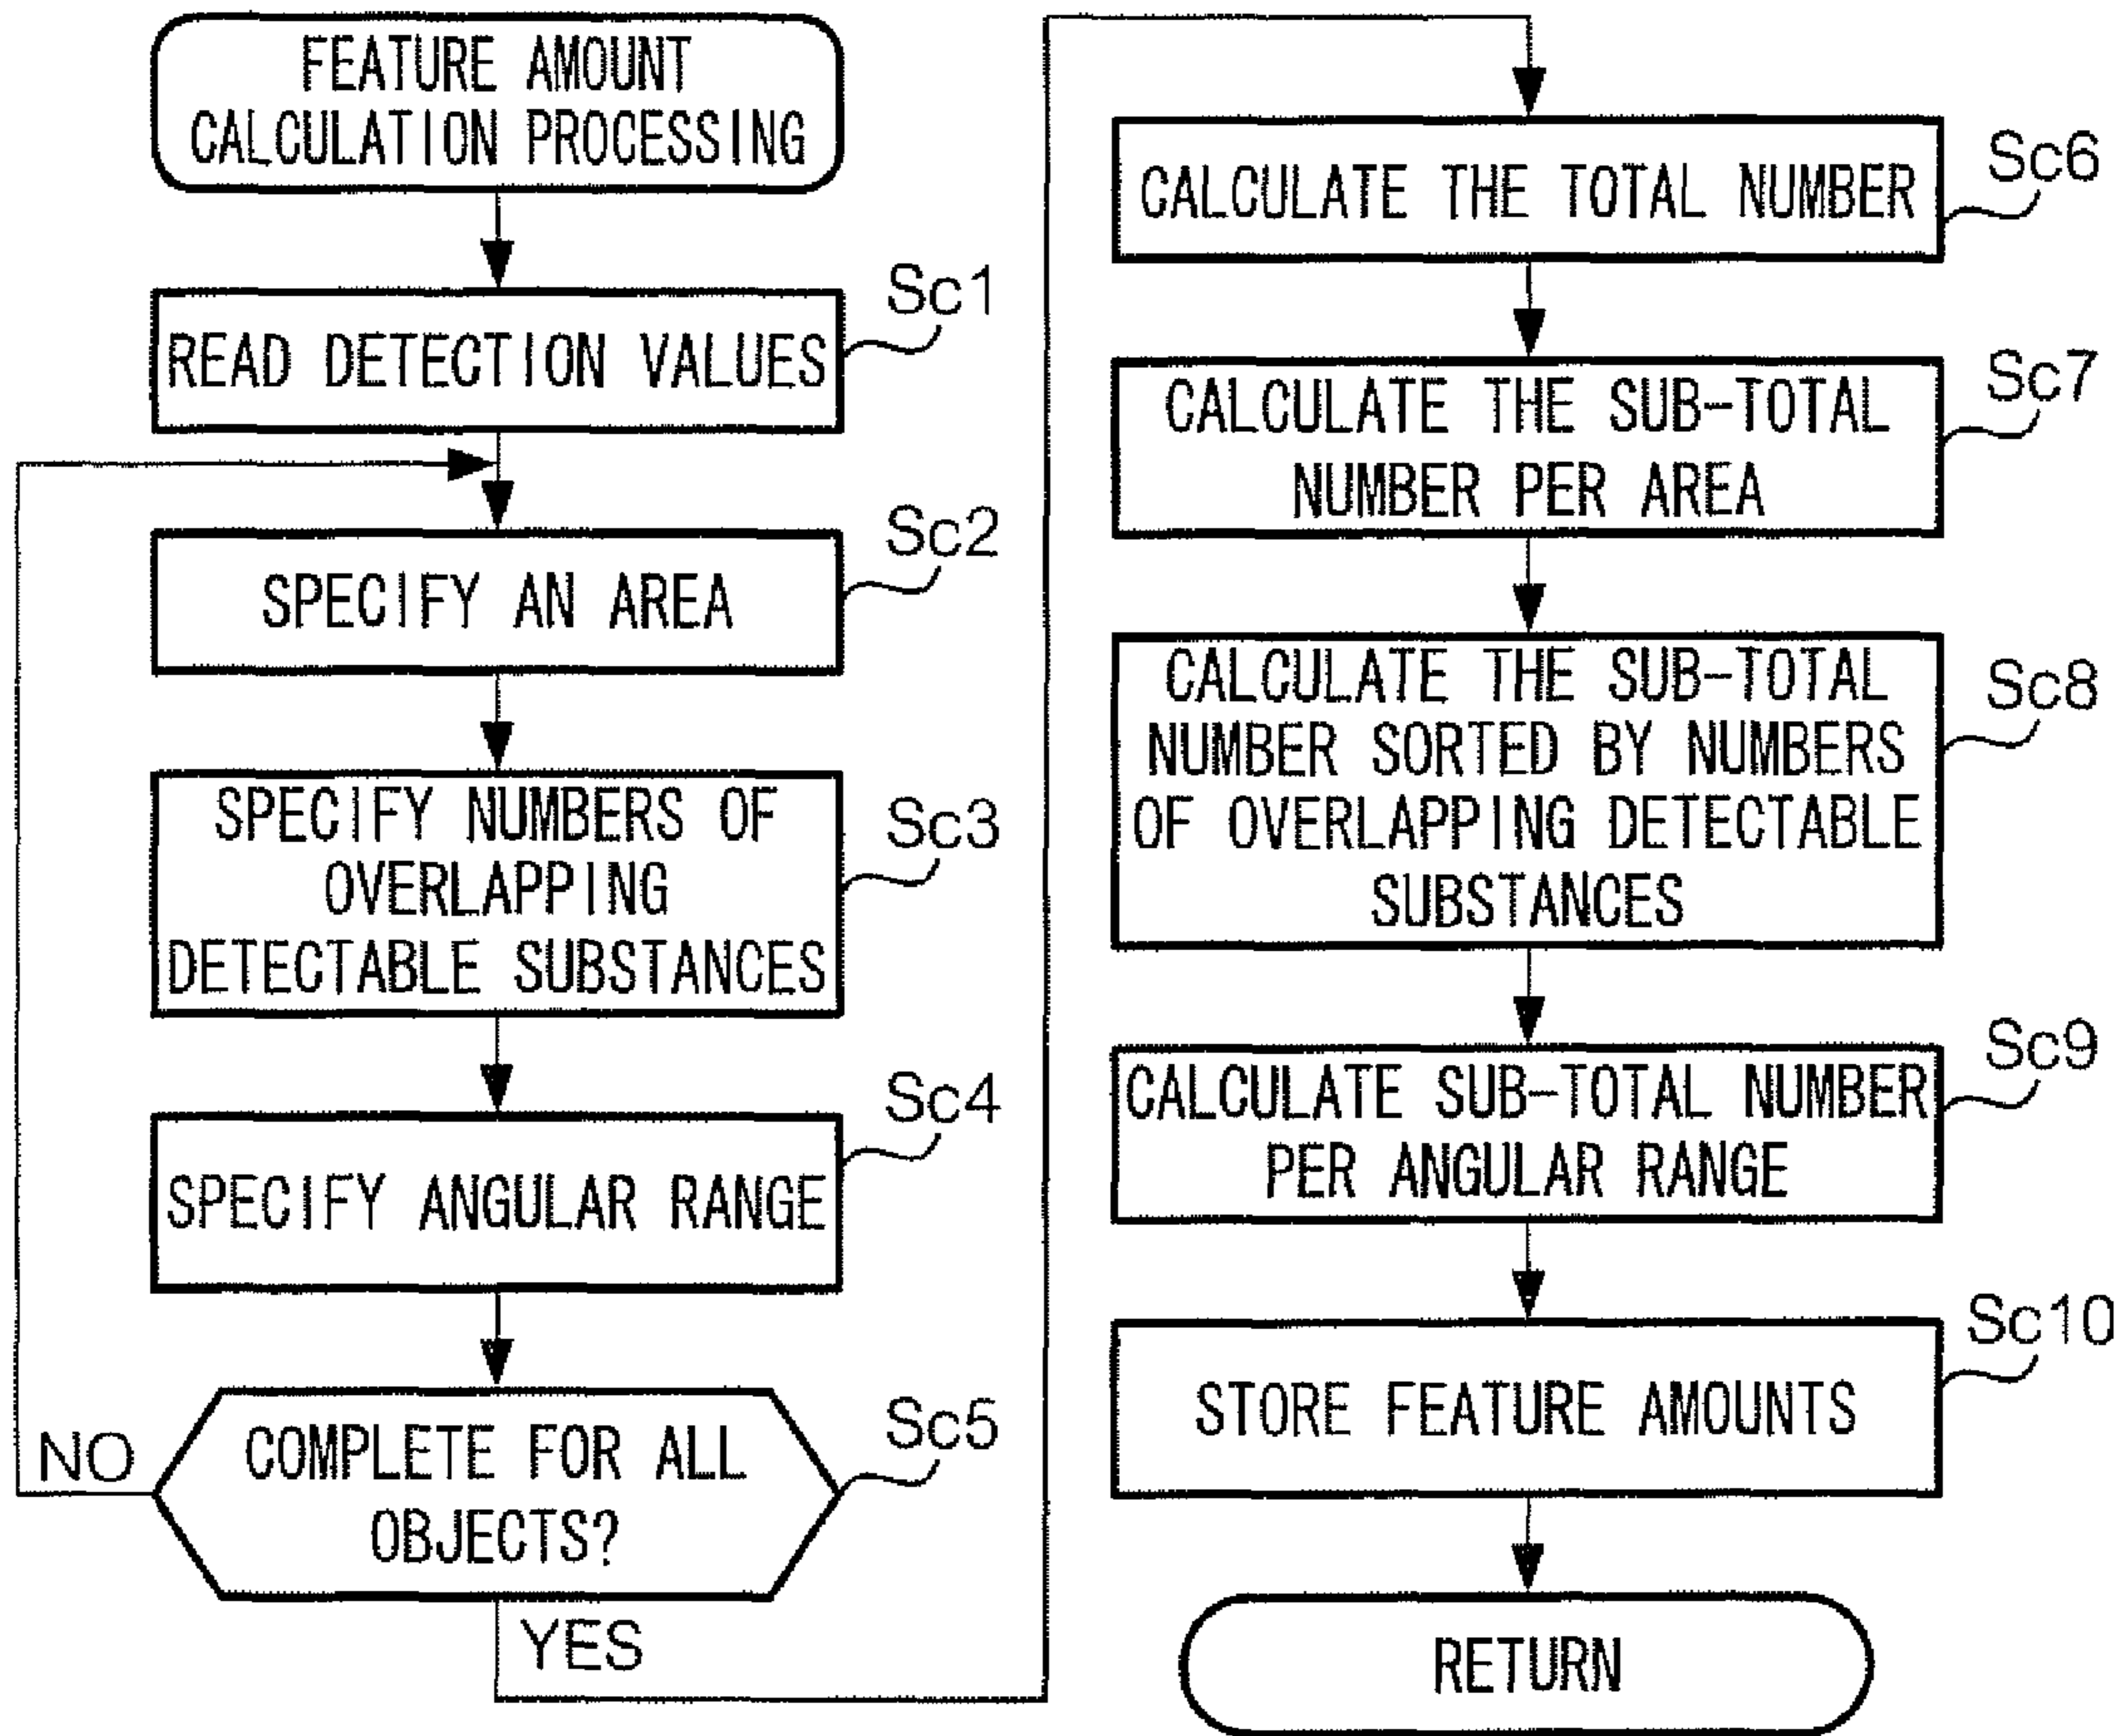 FEATURE AMOUNT
CALCULATION PROCESSING
Sc1
READ DETECTION VALUES
Sc2
SPECIFY AN AREA
SPECIFY NUMBERS OF
OVERLAPPING
DETECTABLE SUBSTANCES
Sc3
Sc4
SPECIFY ANGULAR RANGE
COMPLETE FOR ALL
OBJECTS?
Sc5
NO
YES
CALCULATE THE TOTAL NUMBER
Sc6
CALCULATE THE SUB-TOTAL
NUMBER PER AREA
Sc7
CALCULATE THE SUB-TOTAL
NUMBER SORTED BY NUMBERS
OF OVERLAPPING DETECTABLE
SUBSTANCES
Sc8
CALCULATE SUB-TOTAL NUMBER
PER ANGULAR RANGE
Sc9
STORE FEATURE AMOUNTS
Sc10
RETURN